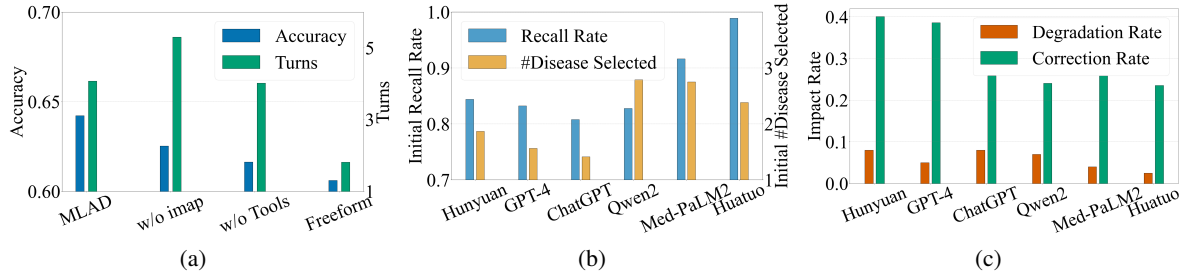 0.70
0.65
0.60
Accuracy
Accuracy
Turns
5
3
1
Turns
MLAD
w/o imap
w/o Tools
Freeform
(a)
1.0
0.9
0.8
0.7
Initial Recall Rate
Recall Rate
#Disease Selected
3
2
1
Initial #Disease Selected
Hunyuan
GPT-4
ChatGPT
Qwen2
Med-PaLM2
Huatuo
(b)
0.4
0.3
0.2
0.1
0.0
Impact Rate
Degradation Rate
Correction Rate
Hunyuan
GPT-4
ChatGPT
Qwen2
Med-PaLM2
Huatuo
(c)